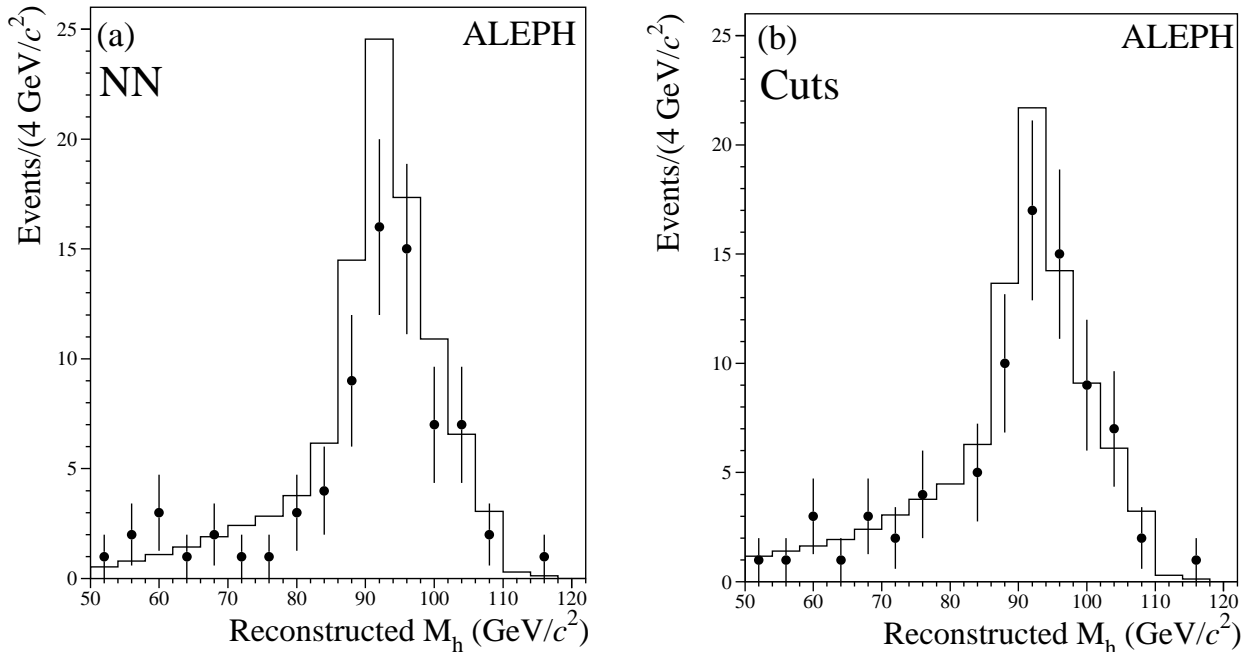 (a)
ALEPH
NN
Events/(4 GeV/c²)
25
20
15
10
5
0
50 60 70 80 90 100 110 120
Reconstructed M_h (GeV/c²)
(b)
ALEPH
Cuts
Events/(4 GeV/c²)
25
20
15
10
5
0
50 60 70 80 90 100 110 120
Reconstructed M_h (GeV/c²)